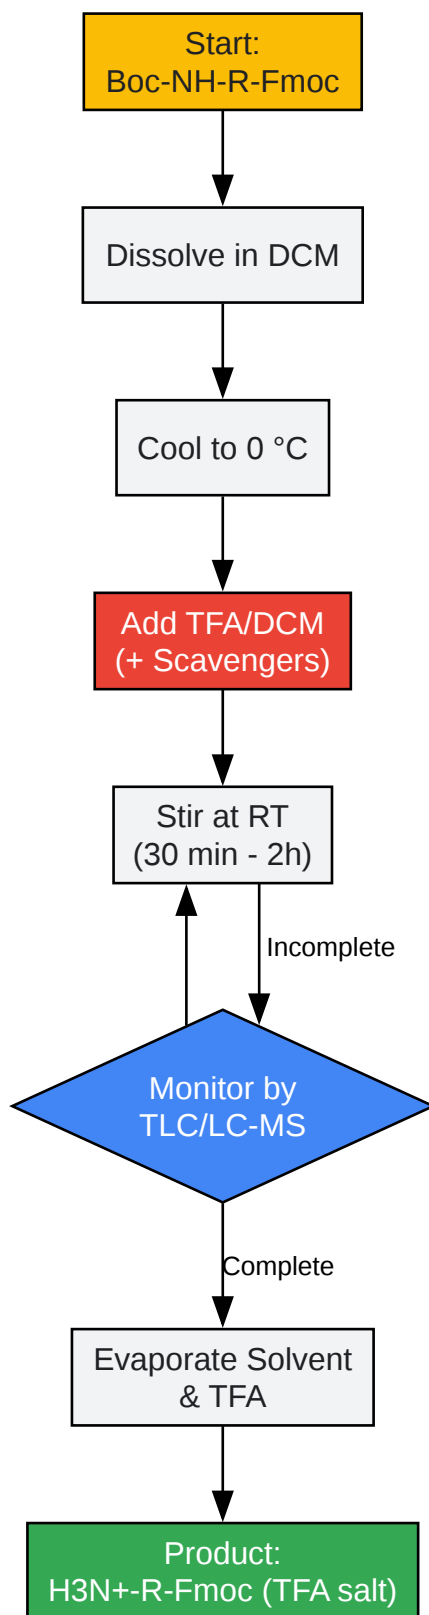 Start:
Boc-NH-R-Fmoc
Dissolve in DCM
Cool to 0 °C
Add TFA/DCM
(+ Scavengers)
Stir at RT
(30 min - 2h)
Incomplete
Monitor by
TLC/LC-MS
Complete
Evaporate Solvent
& TFA
Product:
H3N+-R-Fmoc (TFA salt)